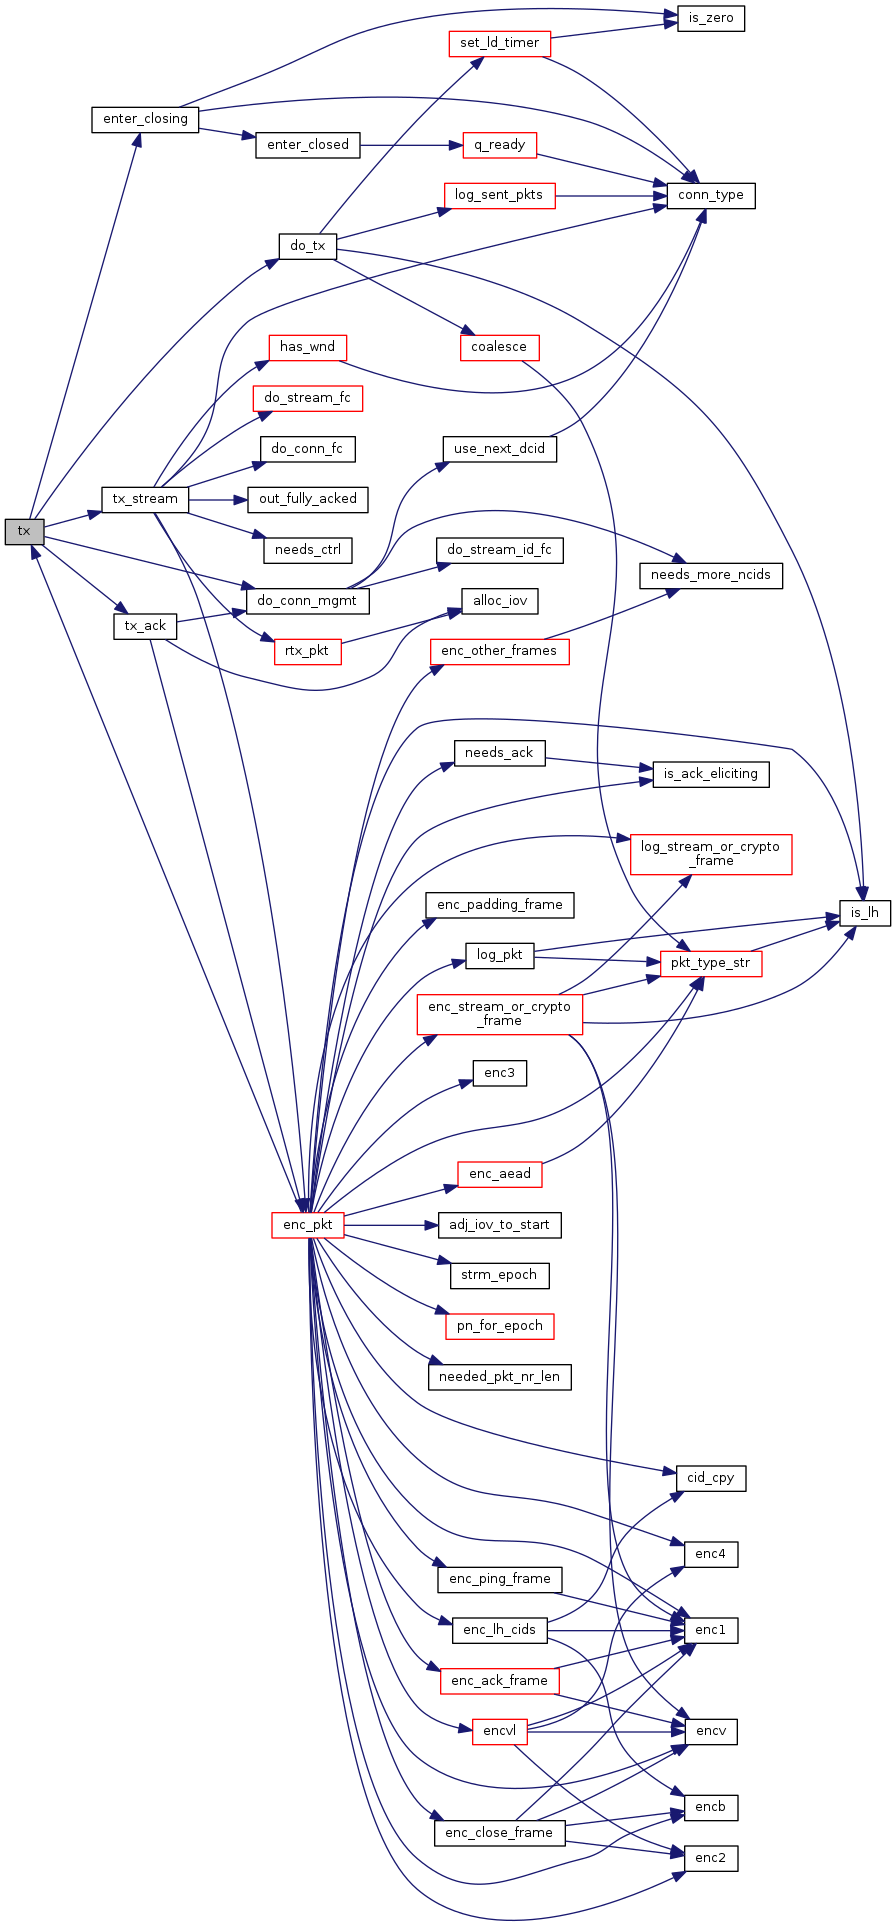 is_zero
set_ld_timer
enter_closing
enter_closed
q_ready
log_sent_pkts
conn_type
do_tx
has_wnd
coalesce
do_stream_fc
do_conn_fc
use_next_dcid
tx_stream
out_fully_acked
tx
needs_ctrl
do_stream_id_fc
needs_more_ncids
do_conn_mgmt
alloc_iov
tx_ack
rtx_pkt
enc_other_frames
needs_ack
is_ack_eliciting
log_stream_or_crypto
_frame
enc_padding_frame
is_lh
log_pkt
pkt_type_str
enc_stream_or_crypto
_frame
enc3
enc_aead
enc_pkt
adj_iov_to_start
strm_epoch
pn_for_epoch
needed_pkt_nr_len
cid_cpy
enc4
enc_ping_frame
enc_lh_cids
enc1
enc_ack_frame
encvl
encv
encb
enc_close_frame
enc2